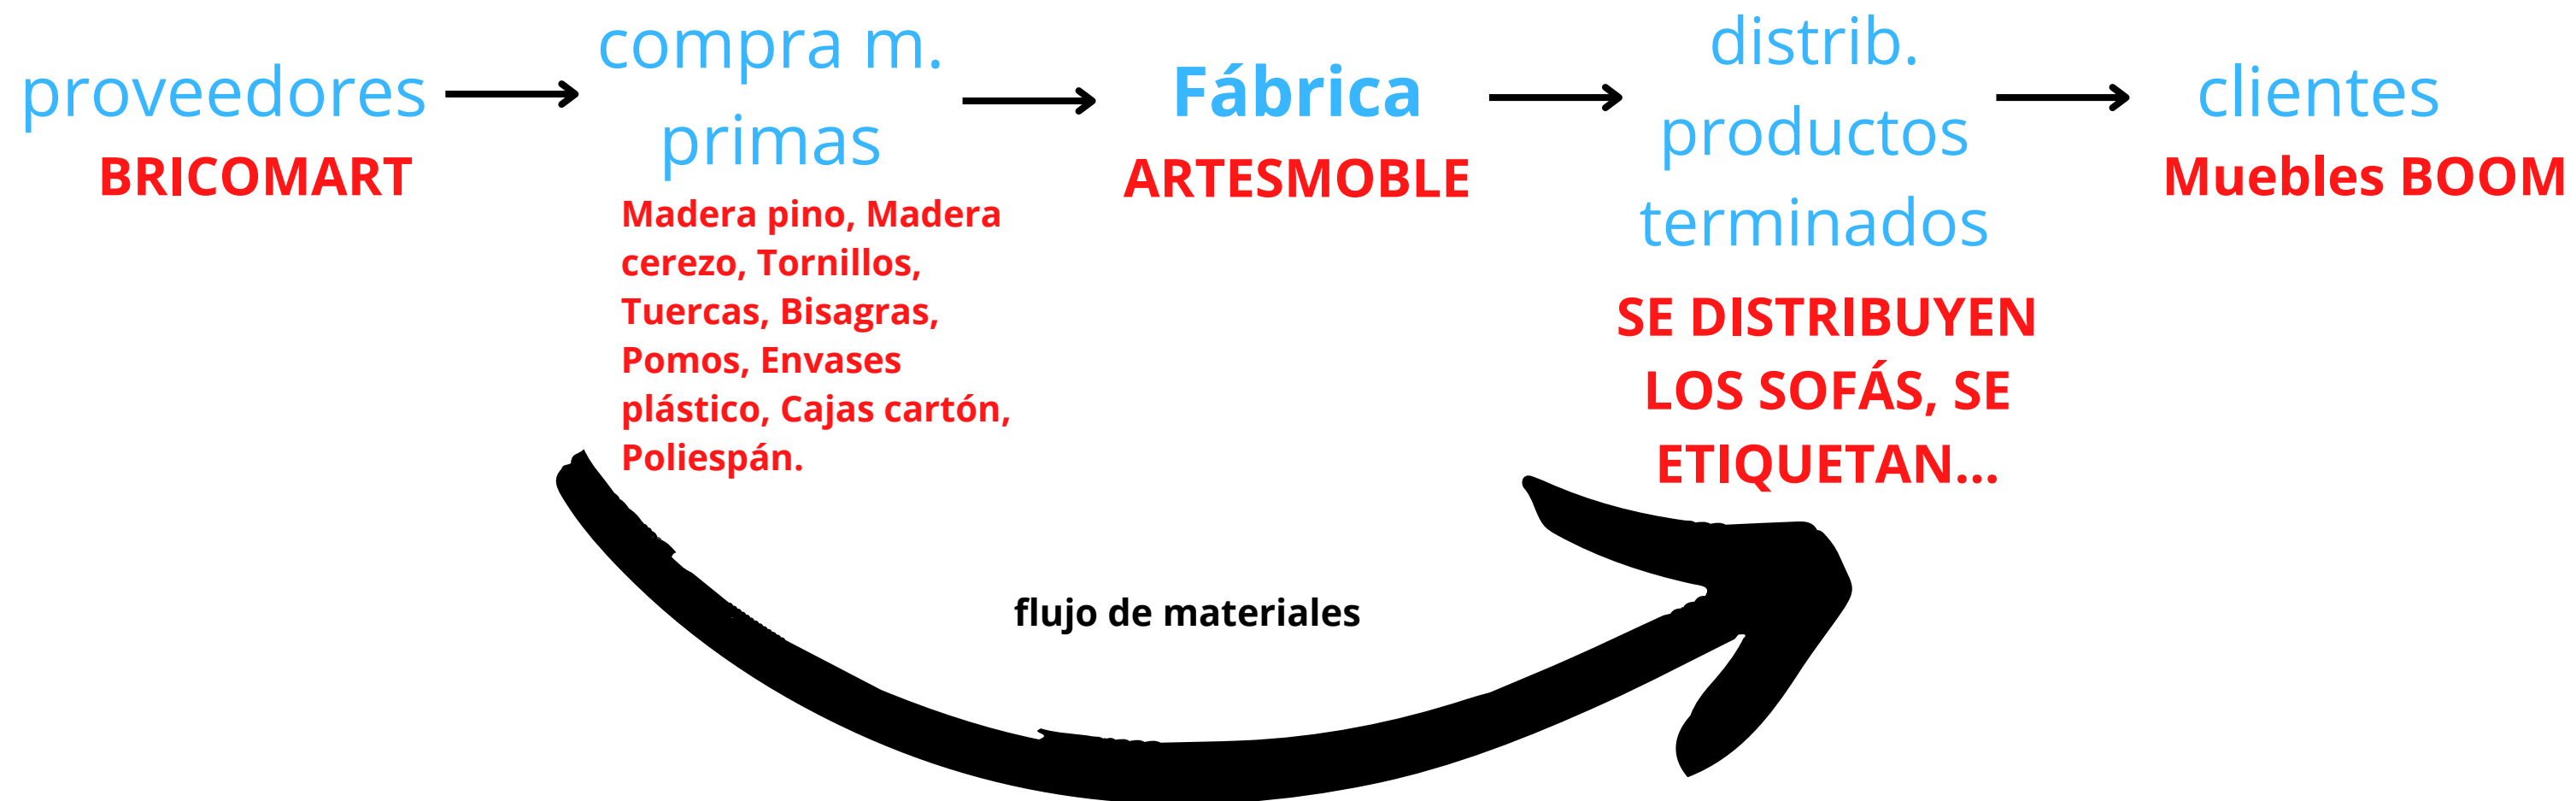 proveedores
BRICOMART
compra m.
primas
Madera pino, Madera
cerezo, Tornillos,
Tuercas, Bisagras,
Pomos, Envases
plástico, Cajas cartón,
Poliespán.
Fábrica
ARTESMOBLE
distrib.
productos
terminados
SE DISTRIBUYEN
LOS SOFÁS, SE
ETIQUETAN...
clientes
Muebles BOOM
flujo de materiales